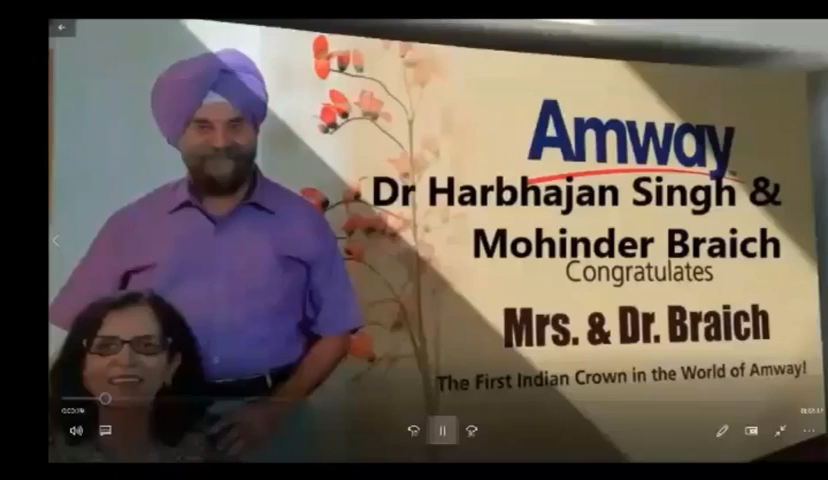 Amway
Dr Harbhajan Singh &
Mohinder Braich
Congratulates
Mrs. & Dr. Braich
The First Indian Crown in the World of Amway!